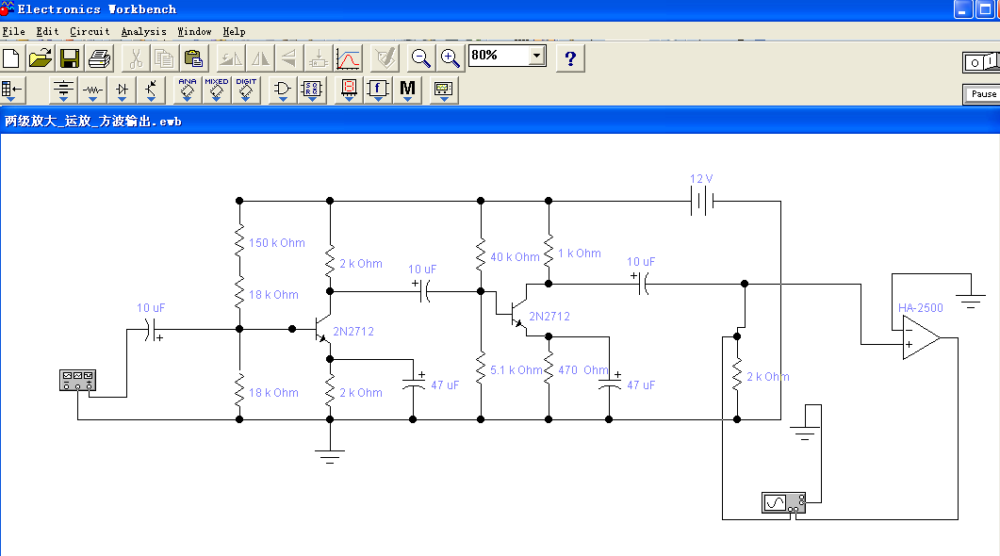 Electronics Workbench
File Edit Circuit Analysis Window Help
80%
?
ANA MIXED DIGIT
f M
Pause
两级放大_运放_方波输出.ewb
12 V
150 k Ohm
2 k Ohm
40 k Ohm
1 k Ohm
10 uF
10 uF
18 k Ohm
10 uF
HA-2500
2N2712
2N2712
5.1 k Ohm
470 Ohm
2 k Ohm
18 k Ohm
2 k Ohm
47 uF
47 uF